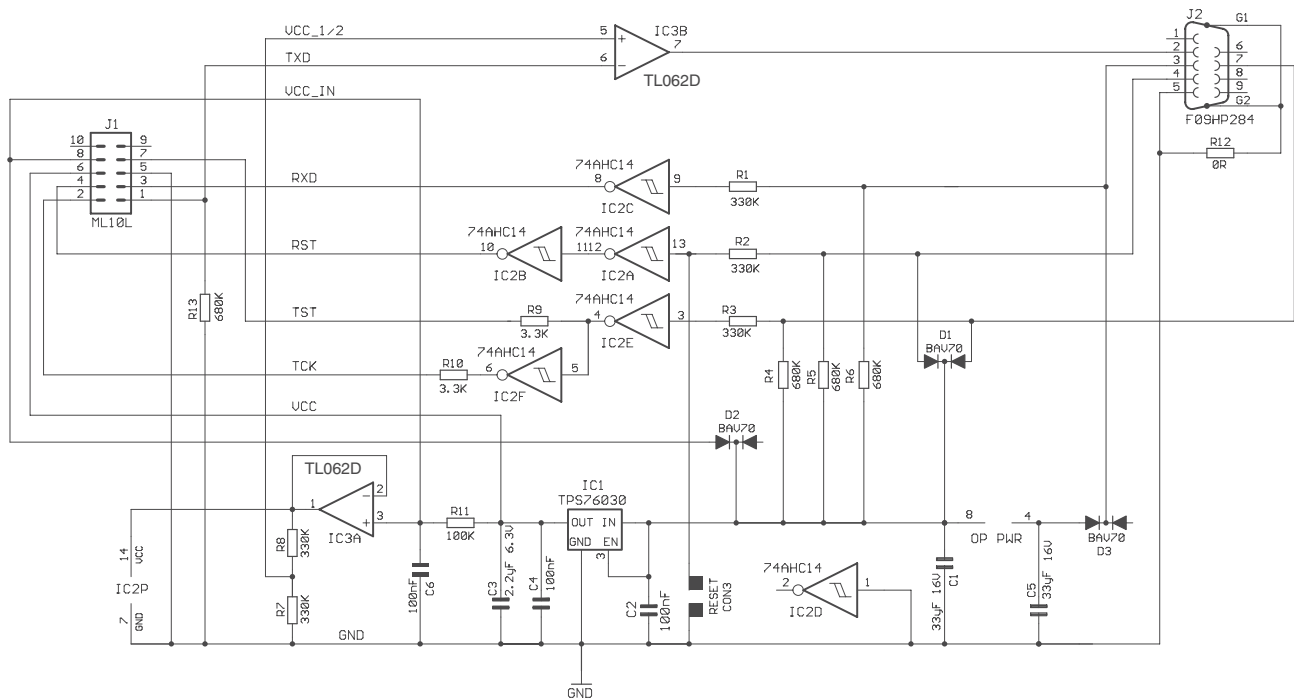 VCC_1/2
5
IC3B
7
6
TL062D
TXD
VCC_IN
J2
G1
1
2
3
4
5
6
7
8
9
G2
F09HP284
R12
0R
J1
10
9
8
7
6
5
4
3
2
1
ML10L
RXD
74AHC14
8
9
IC2C
R1
330K
RST
74AHC14
10
11
IC2B
74AHC14
12
13
IC2A
R2
330K
R13
680K
TST
R9
3.3K
74AHC14
4
3
IC2E
R3
330K
TCK
R10
3.3K
74AHC14
6
5
IC2F
R4
680K
R5
680K
R6
680K
D1
BAV70
VCC
D2
BAV70
TL062D
1
2
3
IC3A
R11
100K
IC1
TPS76030
OUT IN
GND EN
3
8
4
OP PWR
BAV70
D3
14
VCC
IC2P
7
GND
R8
330K
R7
330K
100nF
C6
C3
2.2yF 6.3V
C4
100nF
C2
100nF
RESET
CON3
74AHC14
2
1
IC2D
33yF 16V
C1
C5
33yF 16V
GND
GND